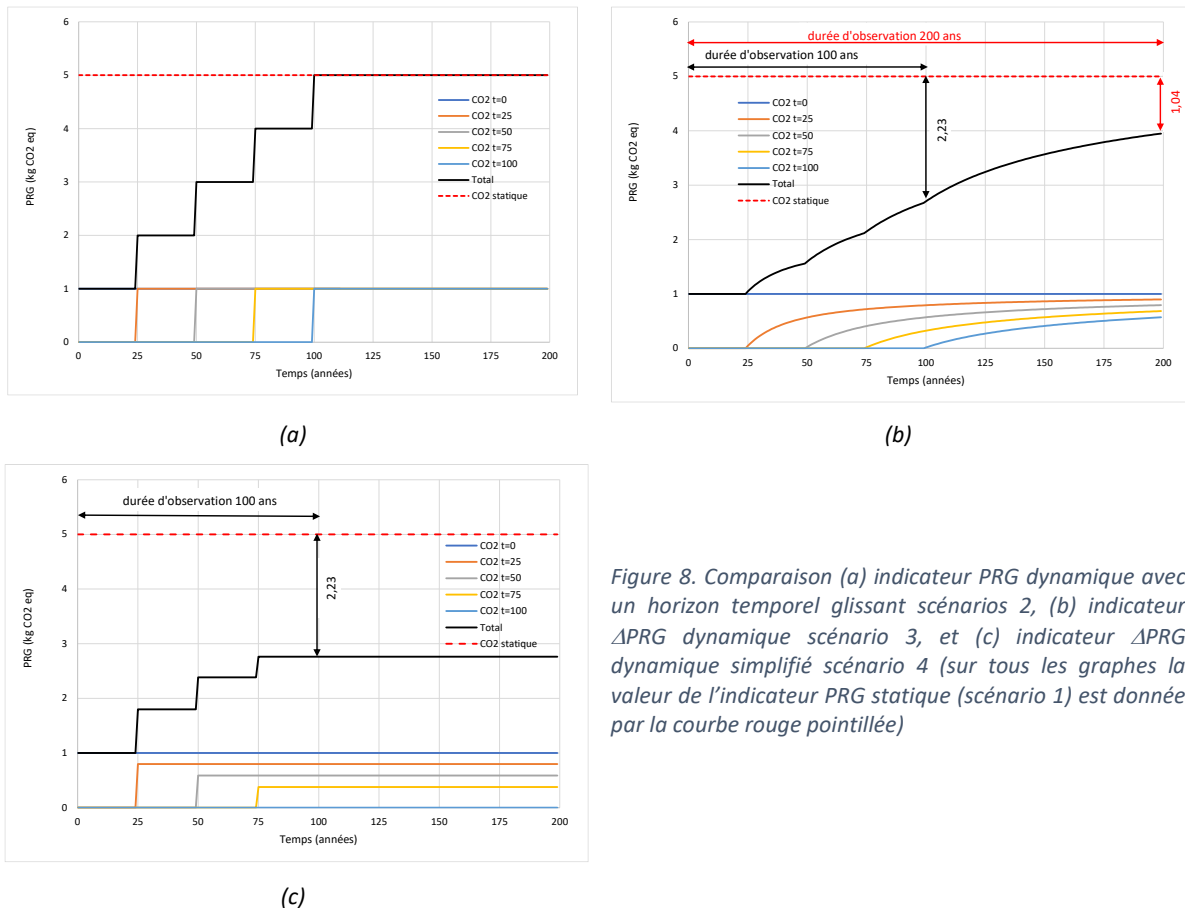 6
5
4
3
2
1
0
PRG (kg CO2 eq)
CO2 t=0
CO2 t=25
CO2 t=50
CO2 t=75
CO2 t=100
Total
CO2 statique
0 25 50 75 100 125 150 175 200
Temps (années)
(a)
durée d'observation 200 ans
durée d'observation 100 ans
6
5
4
3
2
1
0
PRG (kg CO2 eq)
CO2 t=0
CO2 t=25
CO2 t=50
CO2 t=75
CO2 t=100
Total
CO2 statique
2,23
1,04
0 25 50 75 100 125 150 175 200
Temps (années)
(b)
durée d'observation 100 ans
6
5
4
3
2
1
0
PRG (kg CO2 eq)
CO2 t=0
CO2 t=25
CO2 t=50
CO2 t=75
CO2 t=100
Total
CO2 statique
2,23
0 25 50 75 100 125 150 175 200
Temps (années)
(c)
Figure 8. Comparaison (a) indicateur PRG dynamique avec
un horizon temporel glissant scénarios 2, (b) indicateur
ΔPRG dynamique scénario 3, et (c) indicateur ΔPRG
dynamique simplifié scénario 4 (sur tous les graphes la
valeur de l’indicateur PRG statique (scénario 1) est donnée
par la courbe rouge pointillée)